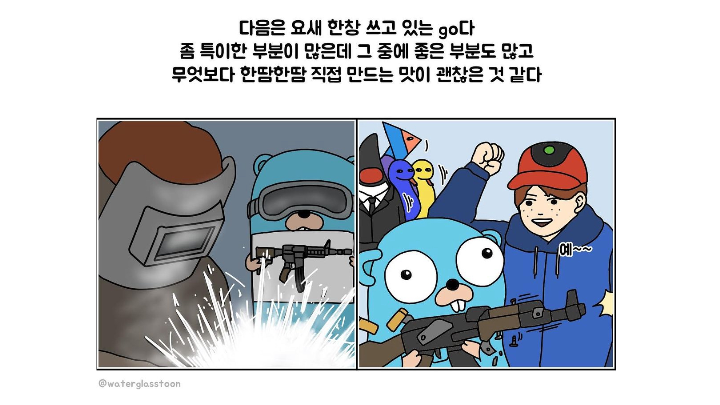 다음은 요새 한창 쓰고 있는 go다
좀 특이한 부분이 많은데 그 중에 좋은 부분도 많고
무엇보다 한땀한땀 직접 만드는 맛이 괜찮은 것 같다
예~~
@waterglasstoon